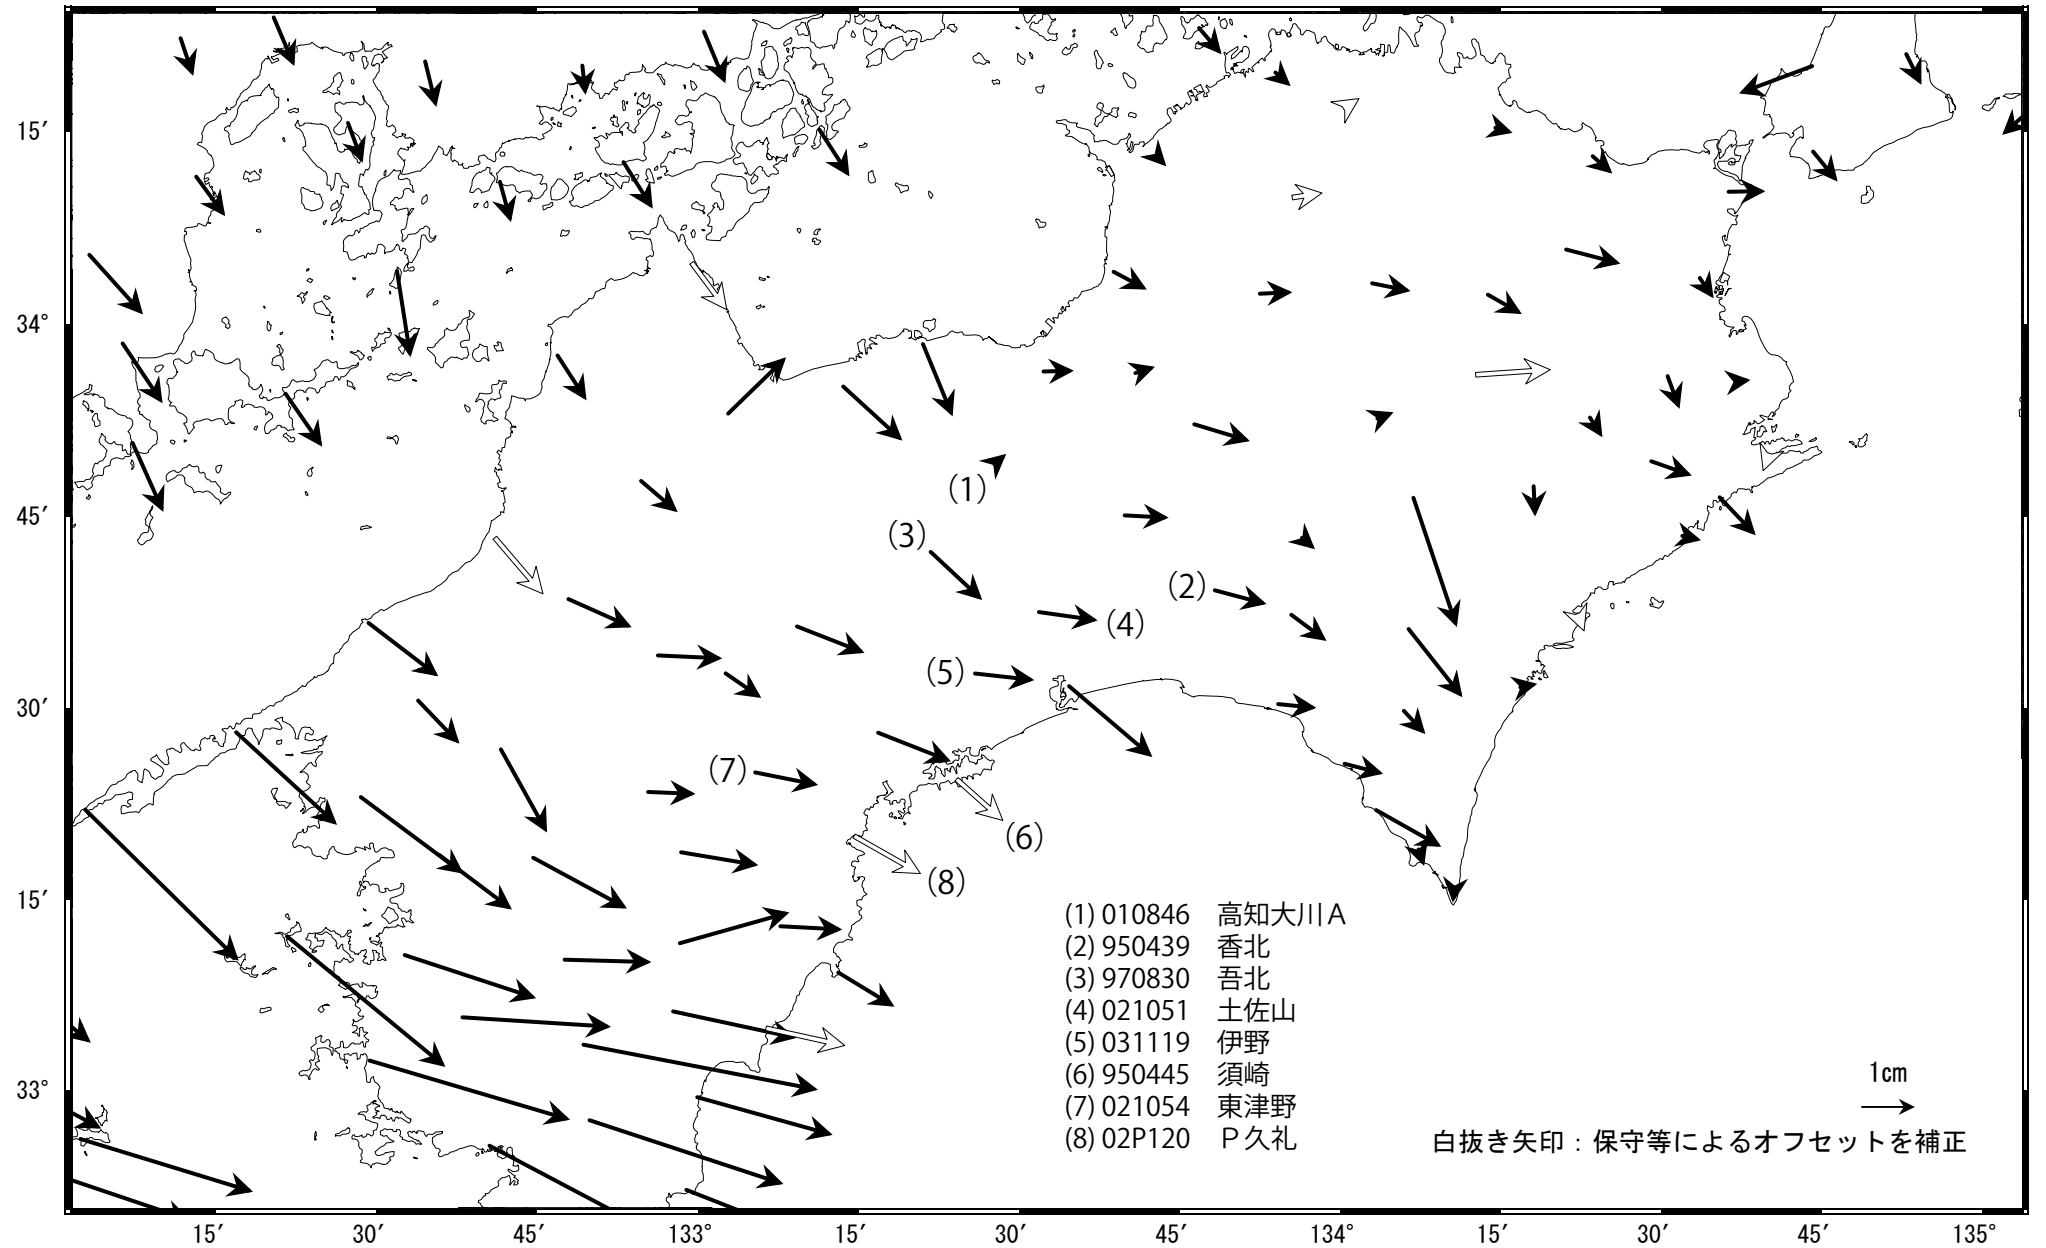 15′
34°
45′
30′
15′
33°
(1)
(3)
(2)
(4)
(5)
(7)
(6)
(8)
(1) 010846 高知大川A
(2) 950439 香北
(3) 970830 吾北
(4) 021051 土佐山
(5) 031119 伊野
(6) 950445 須崎
(7) 021054 東津野
(8) 02P120 P久礼
1cm
白抜き矢印：保守等によるオフセットを補正
15′ 30′ 45′ 133° 15′ 30′ 45′ 134° 15′ 30′ 45′ 135°